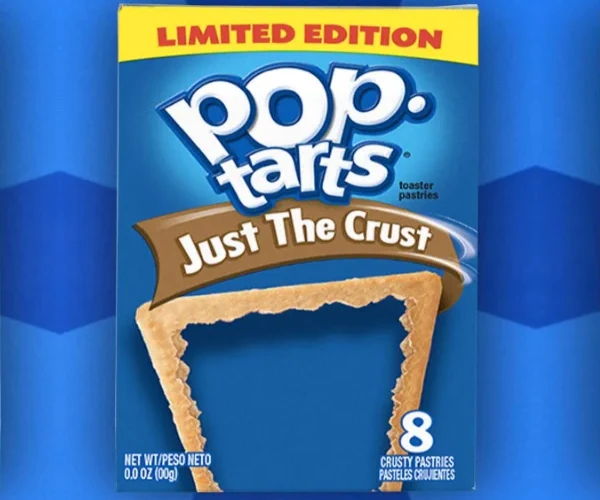 LIMITED EDITION
POP.
tarts
toaster
pastries
Just The Crust
NET WT/PESO NETO
0.0 OZ (00g)
8
CRUSTY PASTRIES
PASTELES CRUJIENTES